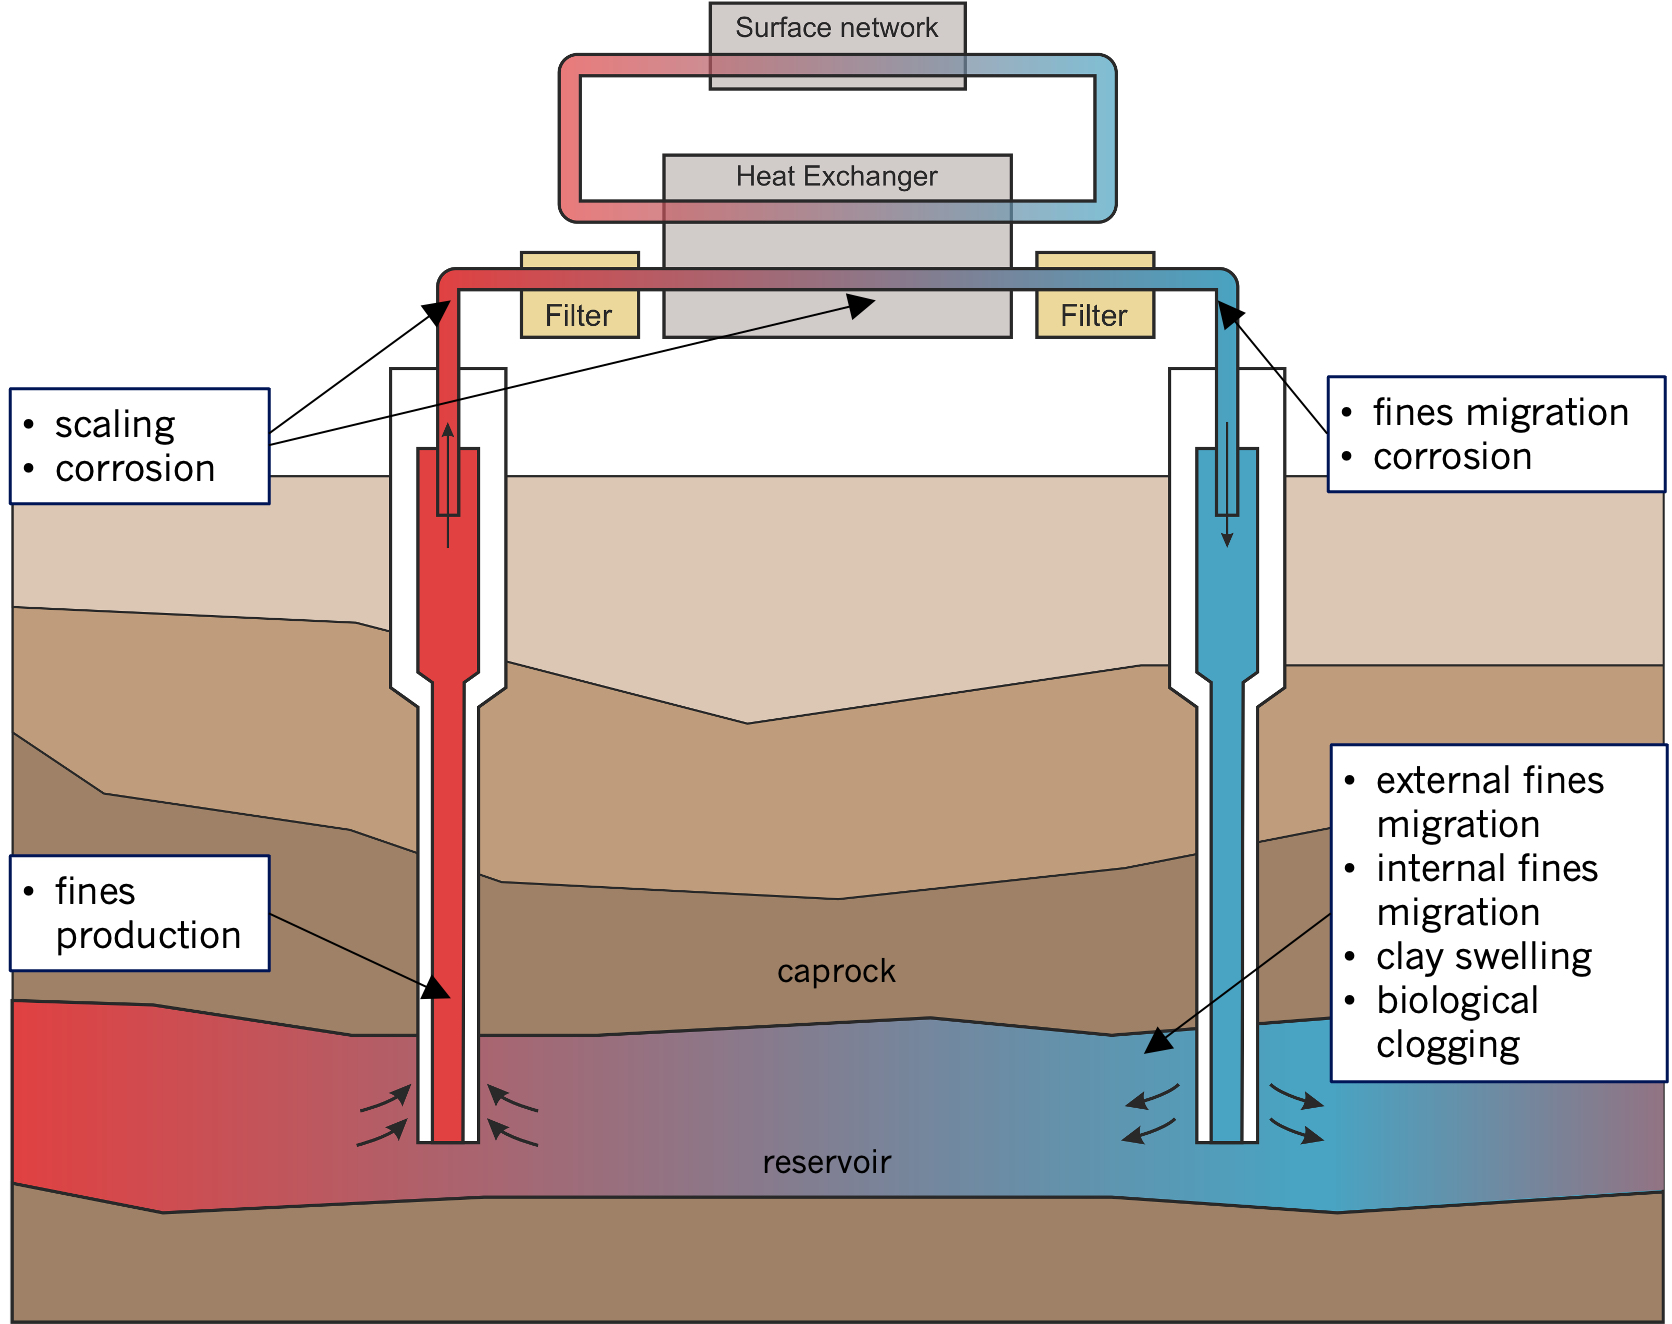 Surface network
Heat Exchanger
Filter
Filter
• scaling
• corrosion
• fines migration
• corrosion
• external fines
migration
• internal fines
migration
• clay swelling
• biological
clogging
• fines
production
caprock
reservoir